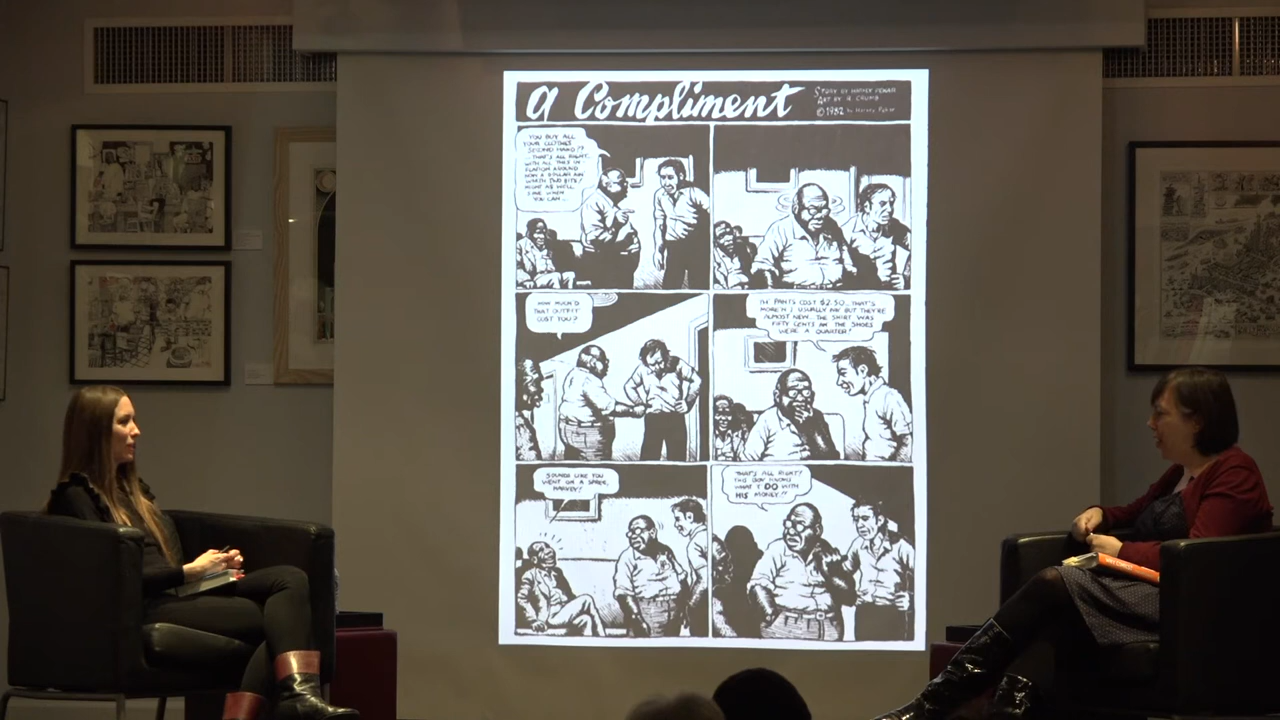 A Compliment
STORY BY HARVEY PEKAR
ART BY R. CRUMB
© 1982 by Harvey Pekar
YOU BUY ALL
YOUR CLOTHES
SECOND HAND!?
...THAT'S ALL RIGHT.
WITH ALL THIS IN
FLATION AROUND
NOW A DOLLAR AIN'
WORTH TWO BITS!
MIGHT AS WELL
SAVE WHEN
YOU CAN...
HOW MUCH'D
THAT OUTFIT
COST YOU?
PANTS COST $2.50...THAT'S
MORE'N I USUALLY PAY BUT THEY'RE
ALMOST NEW...THE SHIRT WAS
FIFTY CENTS AN' THE SHOES
WERE A QUARTER!
SOUNDS LIKE YOU
WENT ON A SPREE,
HARVEY!
THAT'S ALL RIGHT!
THIS BOY KNOWS
WHAT T'DO WITH
HIS MONEY!!